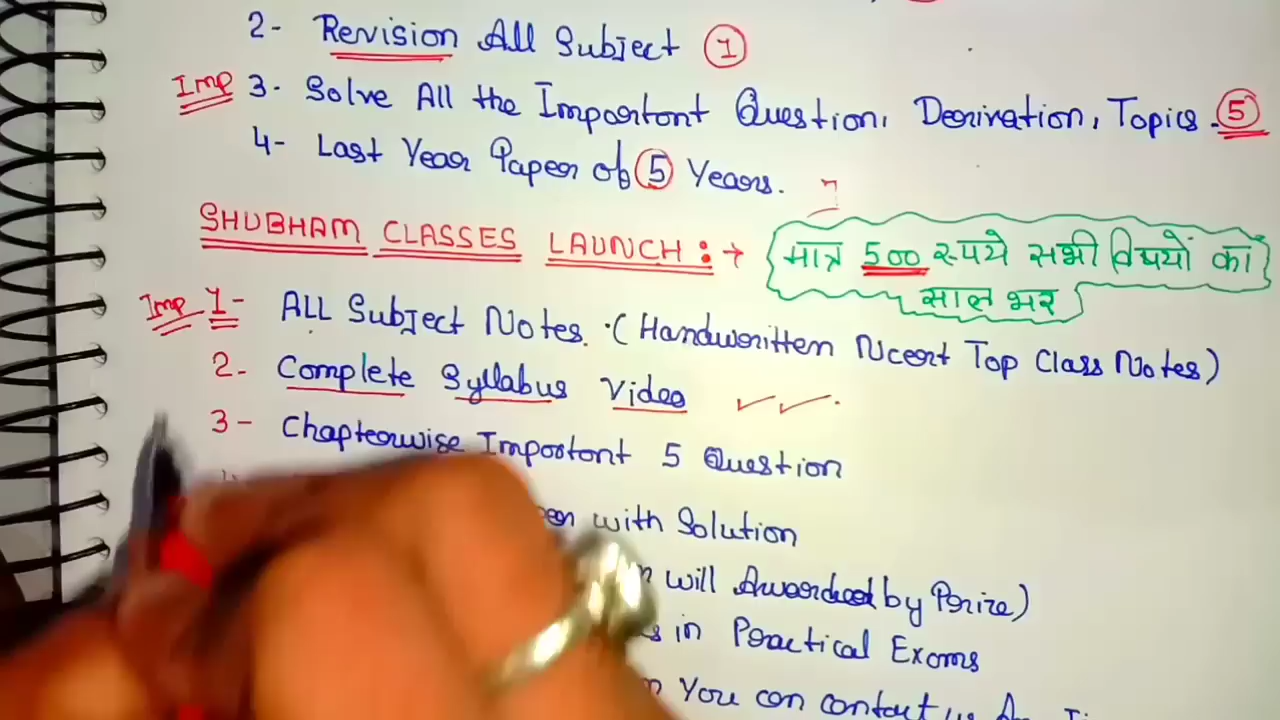 2- Revision All Subject ①
Imp 3- Solve All the Important Question, Derivation, Topics. ⑤
4- Last Year Paper of ⑤ Years.
SHUBHAM CLASSES LAUNCH :→ मात्र 500 रुपये सभी विषयों का
साल भर
Imp 1- ALL Subject Notes. (Handwritten Ncert Top Class Notes)
2. Complete Syllabus Video ✓✓.
3- Chapterwise Important 5 Question
with Solution
will Awarded by Prize)
in Practical Exams
You can contact us